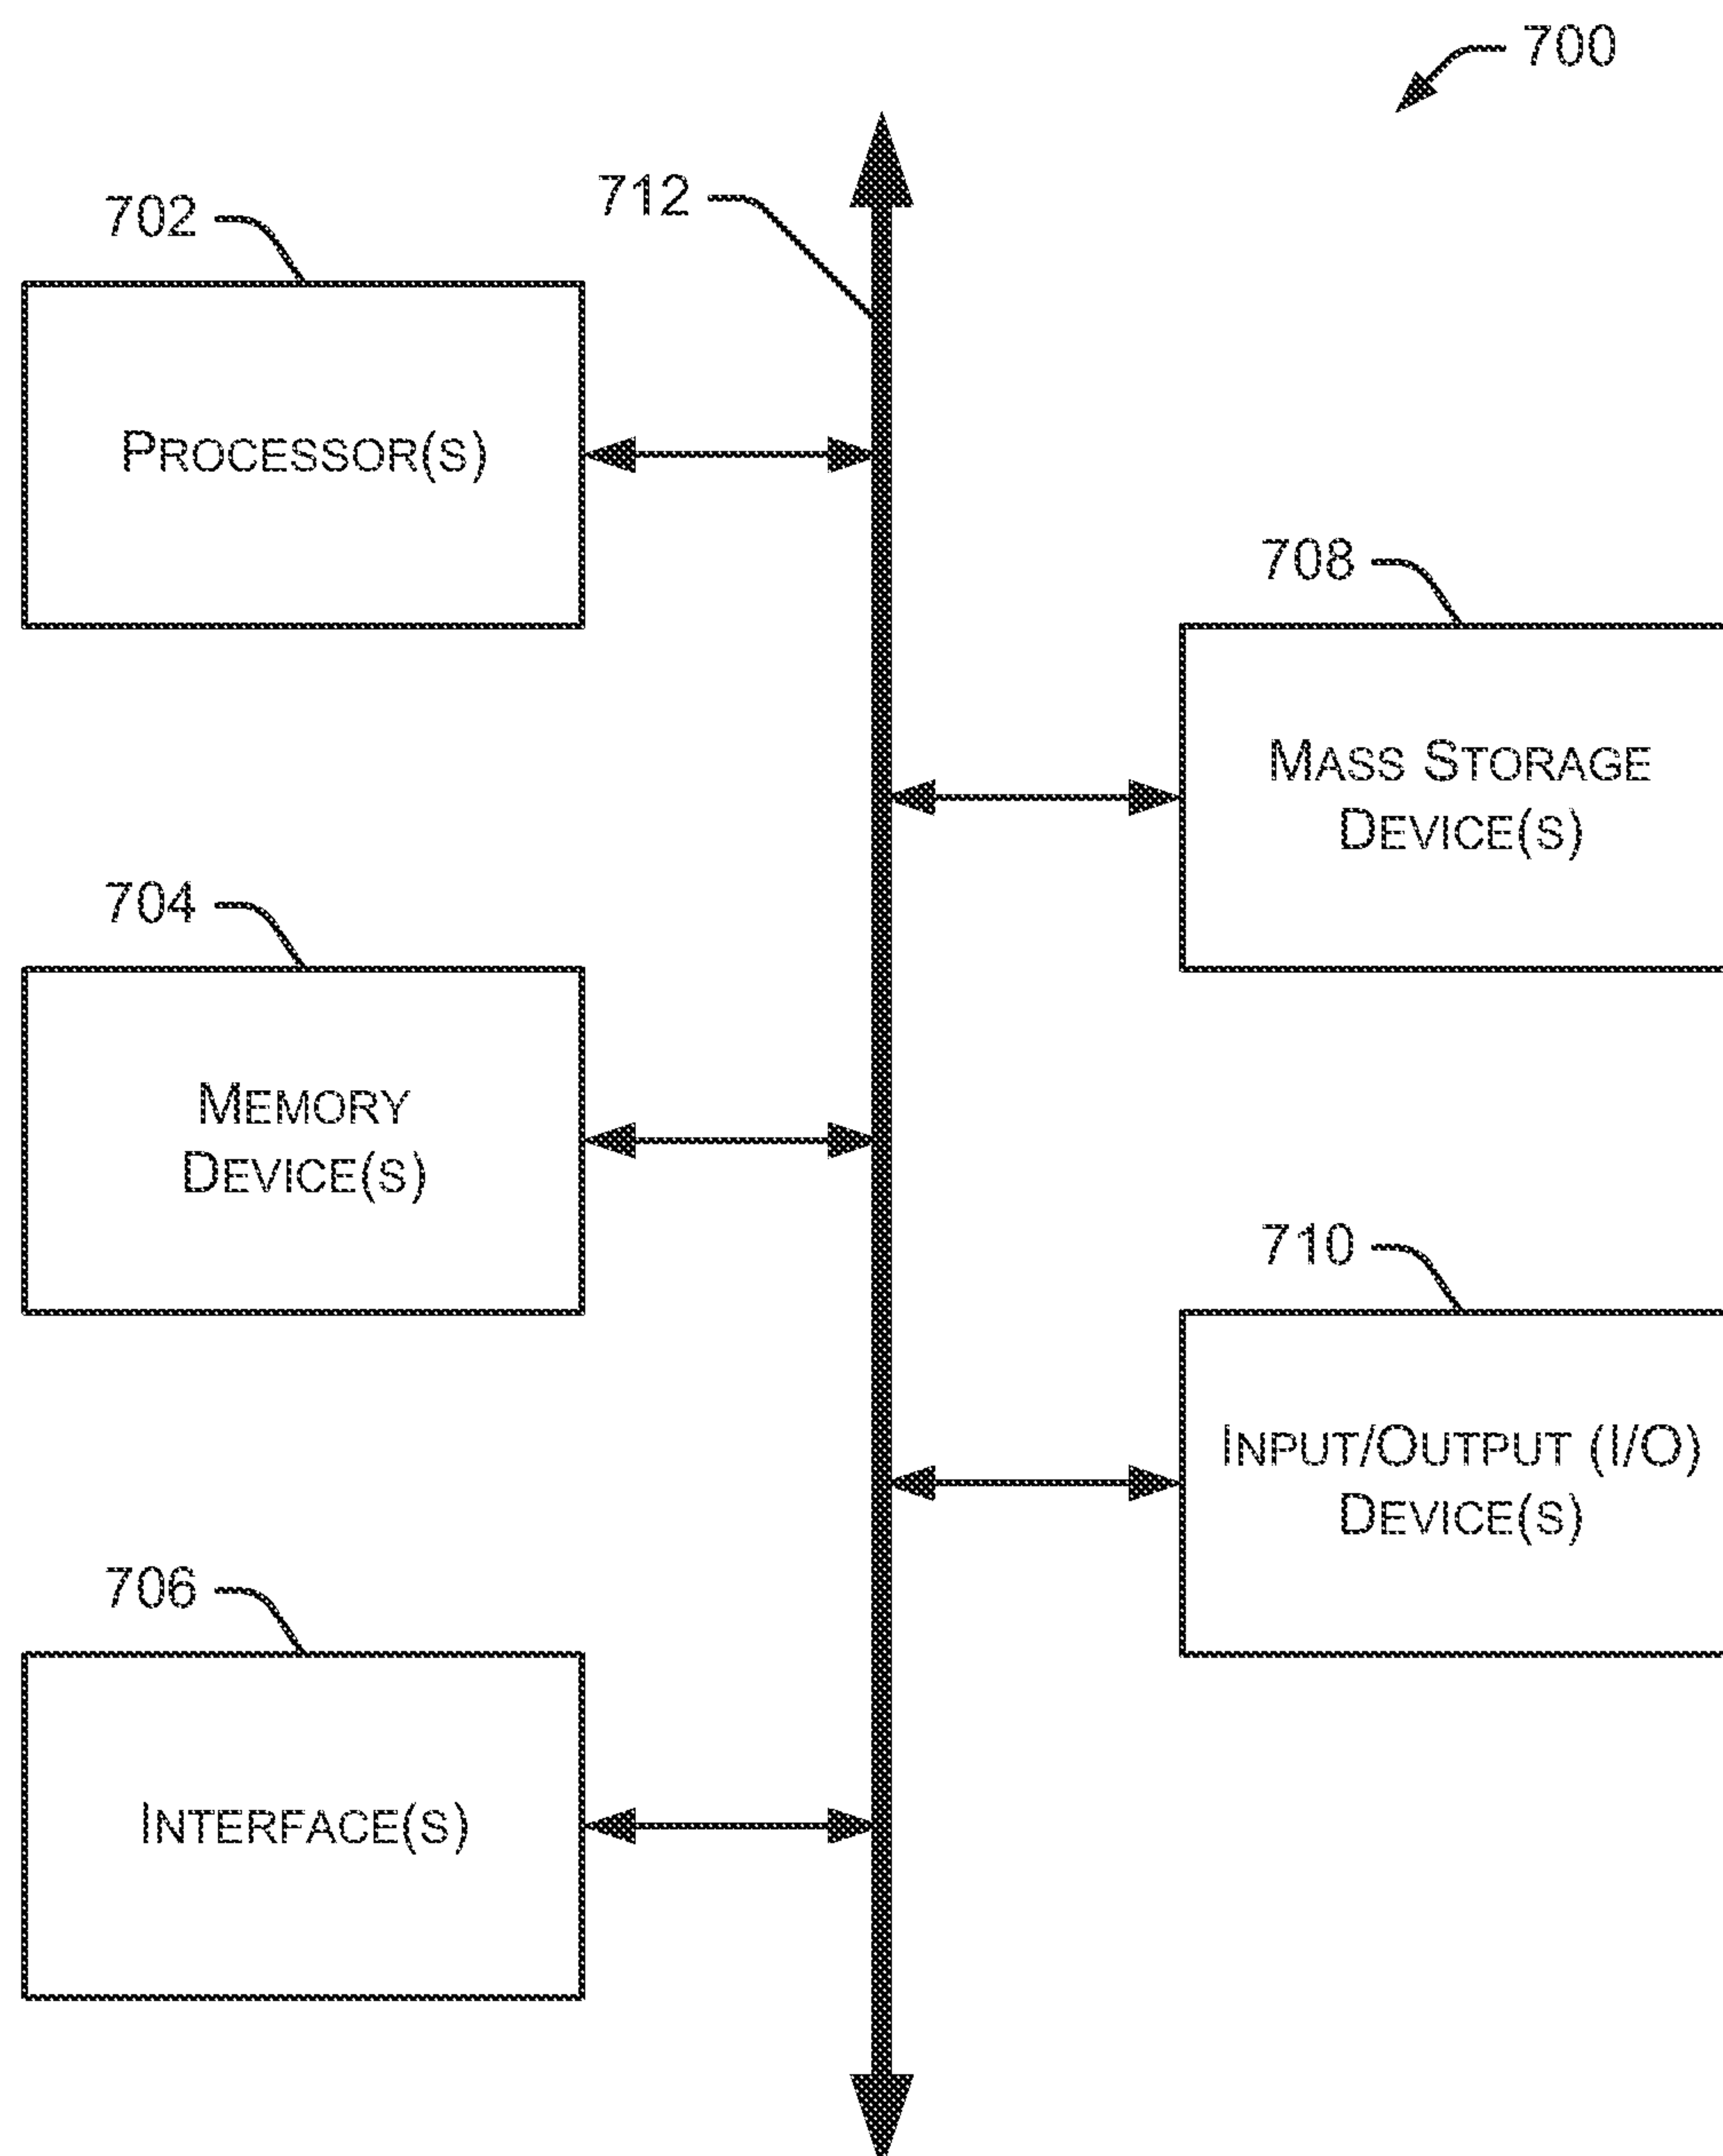 700
712
702
PROCESSOR(S)
708
MASS STORAGE
DEVICE(S)
704
MEMORY
DEVICE(S)
710
INPUT/OUTPUT (I/O)
DEVICE(S)
706
INTERFACE(S)